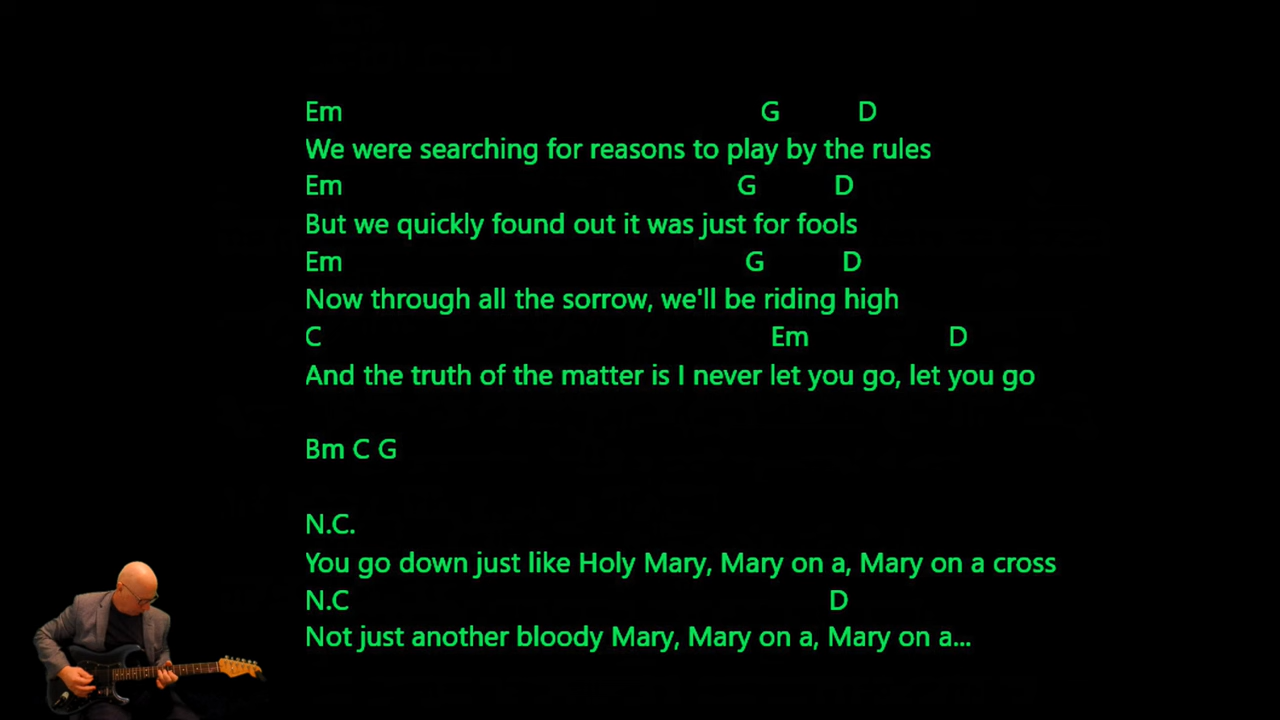 Em G D
We were searching for reasons to play by the rules
Em G D
But we quickly found out it was just for fools
Em G D
Now through all the sorrow, we'll be riding high
C Em D
And the truth of the matter is I never let you go, let you go
Bm C G
N.C.
You go down just like Holy Mary, Mary on a, Mary on a cross
N.C D
Not just another bloody Mary, Mary on a, Mary on a...